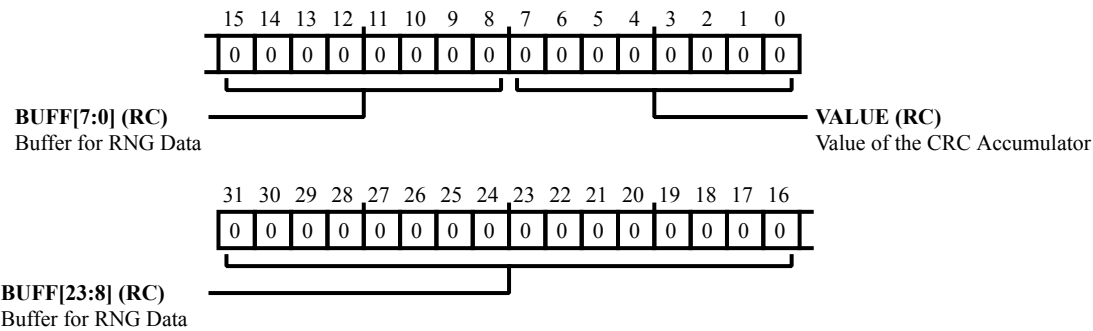 15 14 13 12 11 10 9 8 7 6 5 4 3 2 1 0
0 0 0 0 0 0 0 0 0 0 0 0 0 0 0 0
BUFF[7:0] (RC)
Buffer for RNG Data
VALUE (RC)
Value of the CRC Accumulator
31 30 29 28 27 26 25 24 23 22 21 20 19 18 17 16
0 0 0 0 0 0 0 0 0 0 0 0 0 0 0 0
BUFF[23:8] (RC)
Buffer for RNG Data